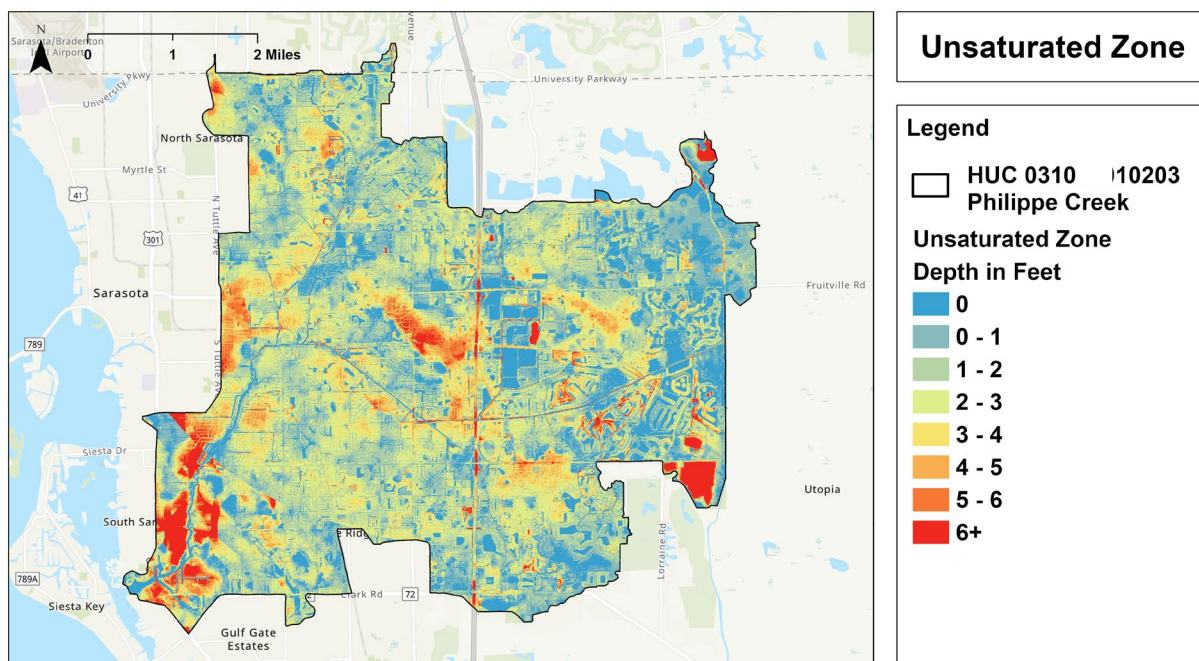 Unsaturated Zone
Legend
HUC 0310 10203
Philippe Creek
Unsaturated Zone
Depth in Feet
0
0 - 1
1 - 2
2 - 3
3 - 4
4 - 5
5 - 6
6+
N
0 1 2 Miles
Sarasota/Bradenton
Airport
University Pkwy
University Parkway
North Sarasota
Myrtle St
41
N Tuttle Ave
301
Sarasota
Fruitville Rd
789
S Tuttle Ave
Siesta Dr
Utopia
South
Lorraine Rd
789A
Siesta Key
Clark Rd
72
Gulf Gate
Estates